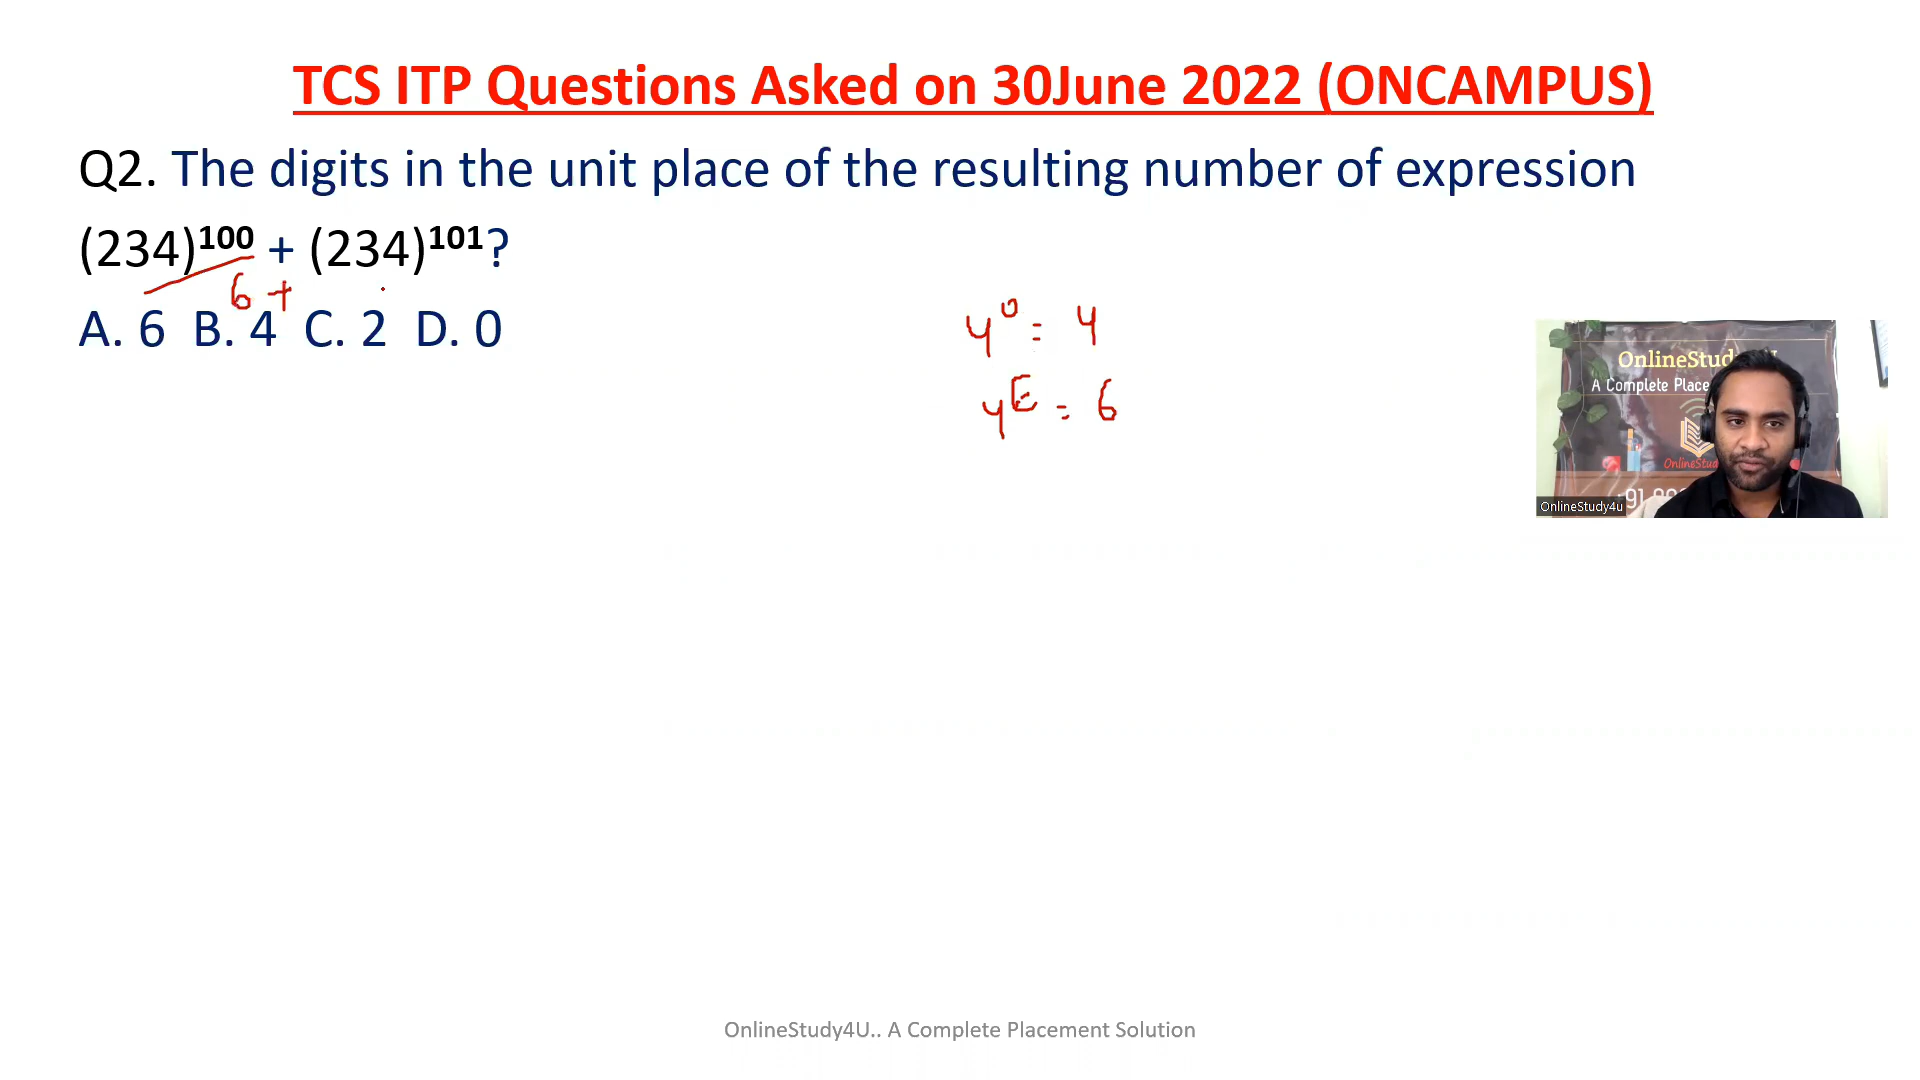 TCS ITP Questions Asked on 30June 2022 (ONCAMPUS)
Q2. The digits in the unit place of the resulting number of expression
(234)¹⁰⁰ + (234)¹⁰¹?
6 +
A. 6 B. 4 C. 2 D. 0
4⁰ = 4
4ᴱ = 6
OnlineStudy
A Complete Place
OnlineStud
OnlineStudy4u
OnlineStudy4U.. A Complete Placement Solution